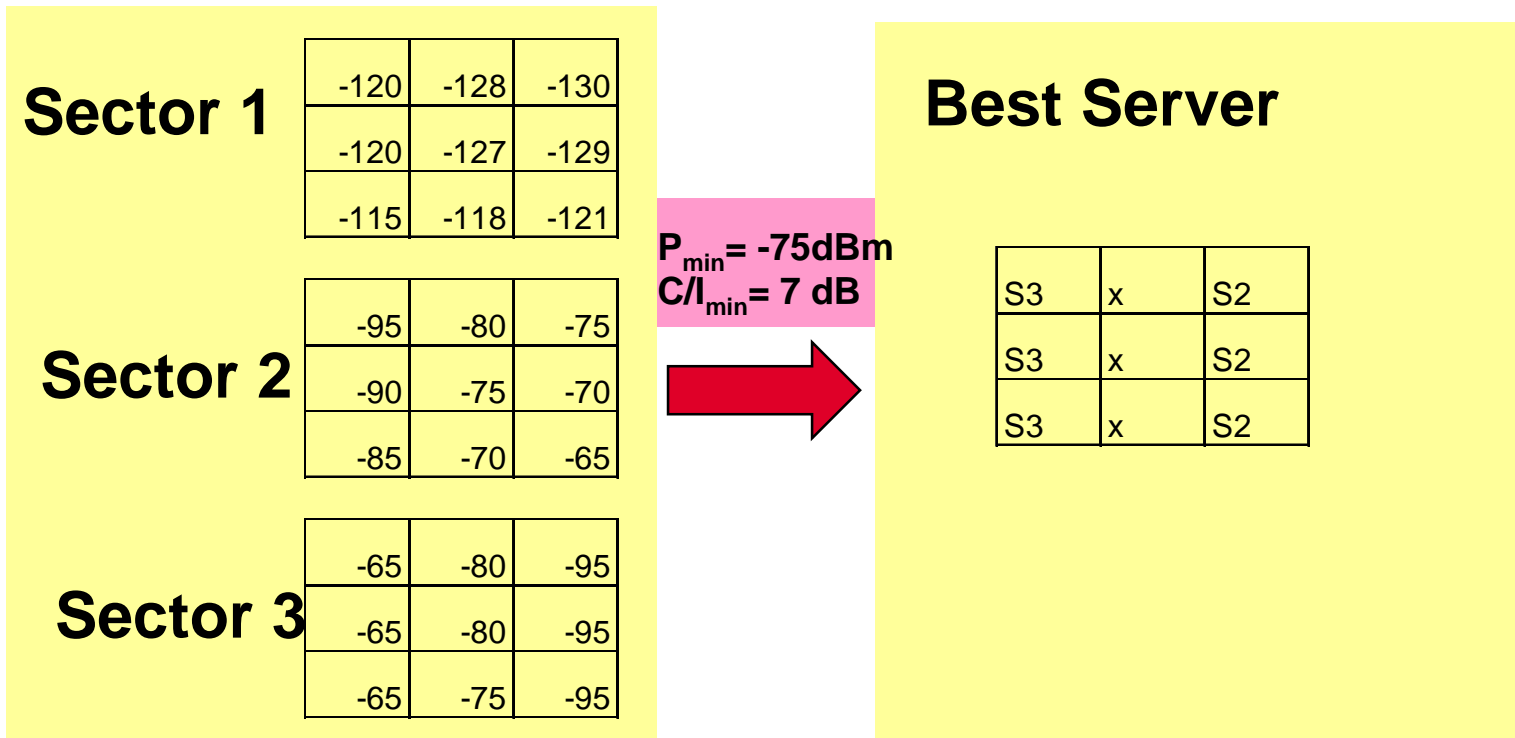 Sector 1
-120 -128 -130
-120 -127 -129
-115 -118 -121
Sector 2
-95 -80 -75
-90 -75 -70
-85 -70 -65
Sector 3
-65 -80 -95
-65 -80 -95
-65 -75 -95
Pmin= -75dBm
C/Imin= 7 dB
Best Server
S3 x S2
S3 x S2
S3 x S2